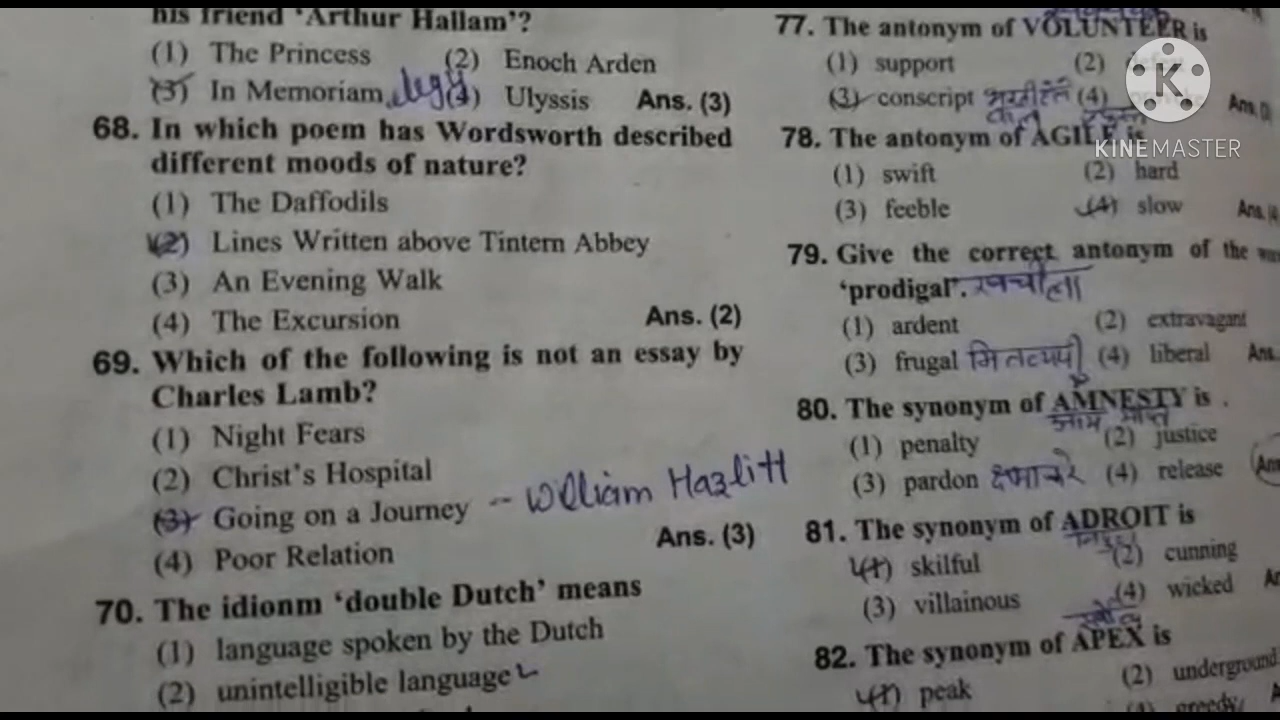 his friend 'Arthur Hallam'?
(1) The Princess (2) Enoch Arden
(3) In Memoriam elegy (4) Ulyssis Ans. (3)
68. In which poem has Wordsworth described
different moods of nature?
(1) The Daffodils
(2) Lines Written above Tintern Abbey
(3) An Evening Walk
(4) The Excursion Ans. (2)
69. Which of the following is not an essay by
Charles Lamb?
(1) Night Fears
(2) Christ's Hospital
(3) Going on a Journey -- William Hazlitt
(4) Poor Relation Ans. (3)
70. The idionm 'double Dutch' means
(1) language spoken by the Dutch
(2) unintelligible language
77. The antonym of VOLUNTEER is
(1) support (2)
(3) conscript (4) Ans.
78. The antonym of AGILE is
(1) swift (2) hard
(3) feeble (4) slow Ans.
79. Give the correct antonym of the
'prodigal'. खर्चीला
(1) ardent (2) extravagant
(3) frugal मितव्ययी (4) liberal Ans.
80. The synonym of AMNESTY is .
(1) penalty (2) justice
(3) pardon (4) release
81. The synonym of ADROIT is
(1) skilful (2) cunning
(3) villainous (4) wicked
82. The synonym of APEX is
(1) peak (2) underground
(4) greedy
K
KINEMASTER